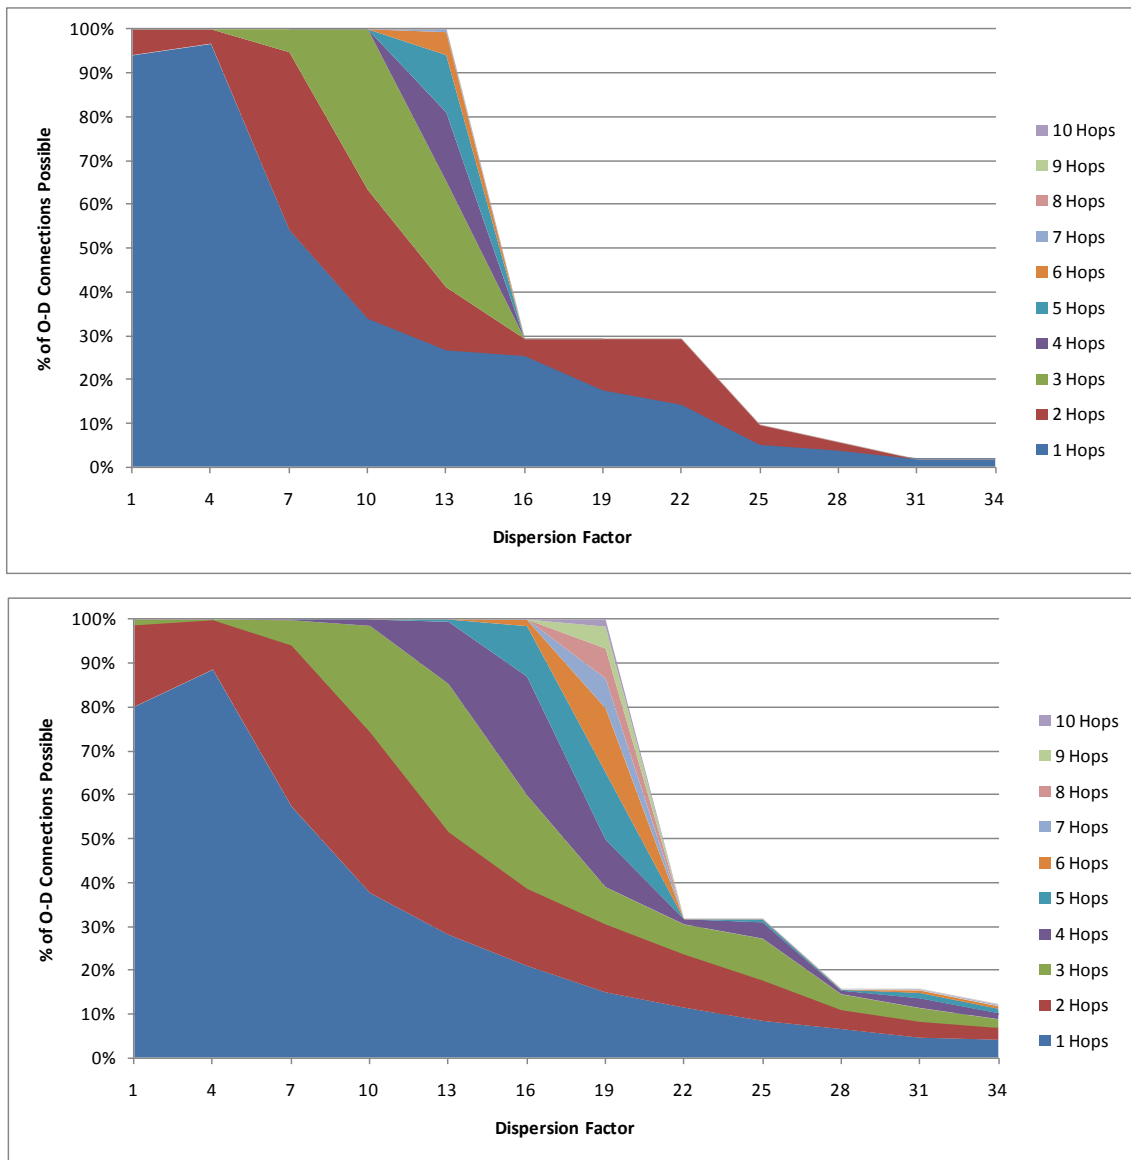 100%
90%
80%
70%
60%
50%
40%
30%
20%
10%
0%
% of O-D Connections Possible
1 4 7 10 13 16 19 22 25 28 31 34
Dispersion Factor
10 Hops
9 Hops
8 Hops
7 Hops
6 Hops
5 Hops
4 Hops
3 Hops
2 Hops
1 Hops
100%
90%
80%
70%
60%
50%
40%
30%
20%
10%
0%
% of O-D Connections Possible
1 4 7 10 13 16 19 22 25 28 31 34
Dispersion Factor
10 Hops
9 Hops
8 Hops
7 Hops
6 Hops
5 Hops
4 Hops
3 Hops
2 Hops
1 Hops